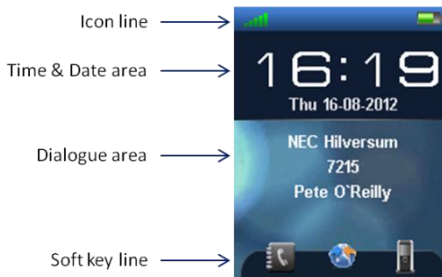 Icon line
Time & Date area
16:19
Thu 16-08-2012
Dialogue area
NEC Hilversum
7215
Pete O`Reilly
Soft key line